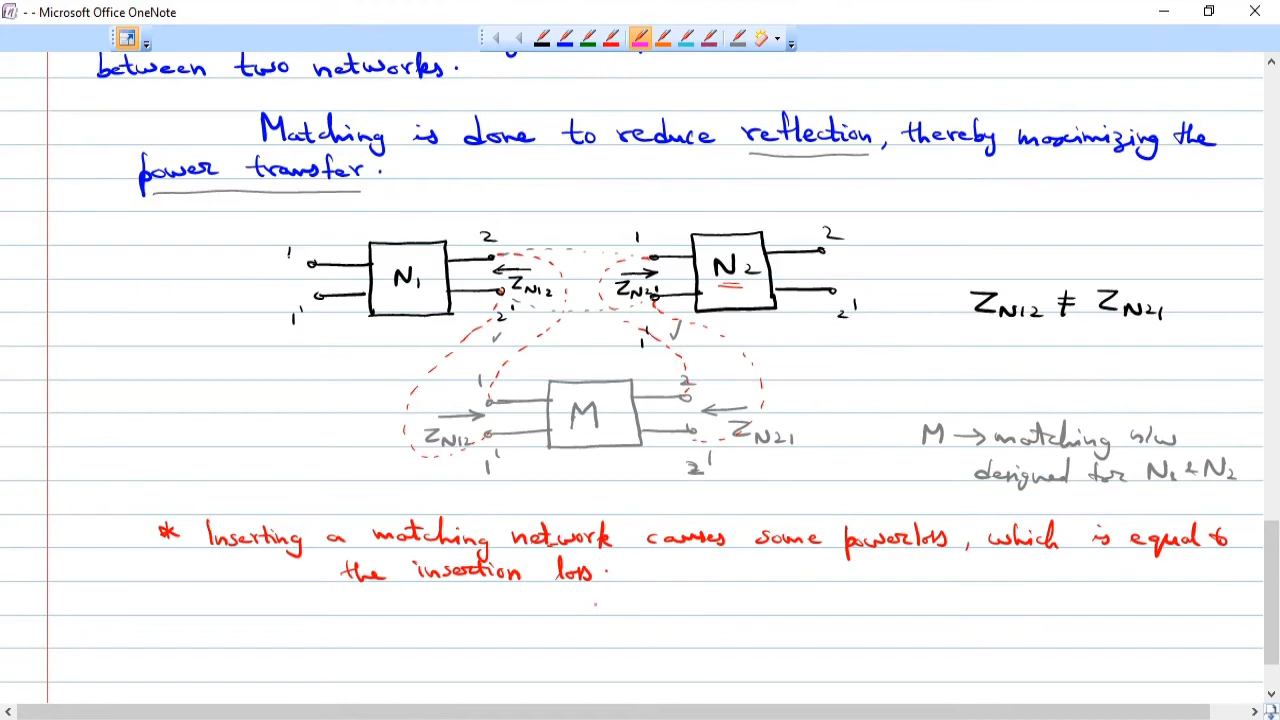 - - Microsoft Office OneNote
between two networks.
Matching is done to reduce reflection, thereby maximizing the
power transfer.
1 N1 2 1 N2 2
ZN12 ZN21 ZN12 ≠ ZN21
1' 2' 1' 2'
1 M 2
ZN12 ZN21
1' 2'
M → matching n/w
designed for N1 & N2
* Inserting a matching network causes some power loss, which is equal to
the insertion loss.